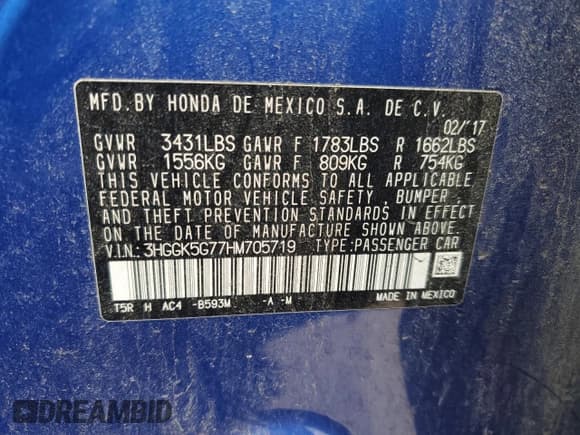 MFD. BY HONDA DE MEXICO S.A. DE C.V.
02/'17
GVWR 3431LBS GAWR F 1783LBS R 1662LBS
GVWR 1556KG GAWR F 809KG R 754KG
THIS VEHICLE CONFORMS TO ALL APPLICABLE
FEDERAL MOTOR VEHICLE SAFETY, BUMPER,
AND THEFT PREVENTION STANDARDS IN EFFECT
ON THE DATE OF MANUFACTURE SHOWN ABOVE.
V.I.N.: 3HGGK5G77HM705719 TYPE:PASSENGER CAR
T5R H AC4 -B593M -A -M MADE IN MEXICO
DREAMBID